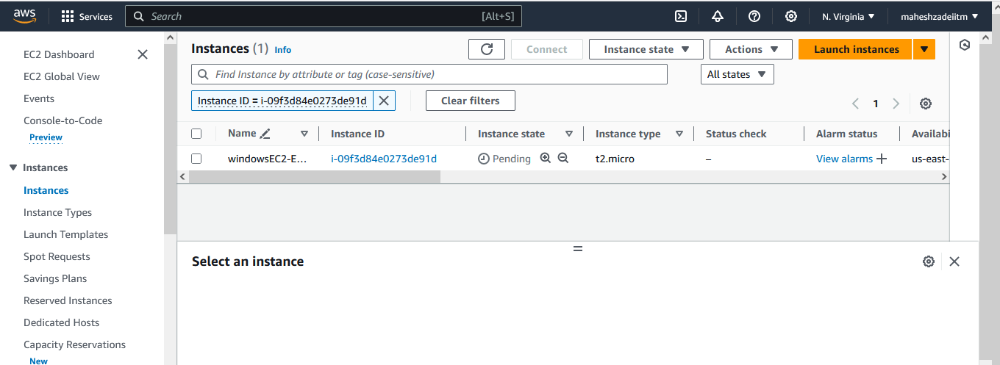 aws Services Search [Alt+S] N. Virginia maheshzadeiitm
EC2 Dashboard
EC2 Global View
Events
Console-to-Code
Preview
Instances
Instances
Instance Types
Launch Templates
Spot Requests
Savings Plans
Reserved Instances
Dedicated Hosts
Capacity Reservations
New
Instances (1) Info Connect Instance state Actions Launch instances
Find Instance by attribute or tag (case-sensitive) All states
Instance ID = i-09f3d84e0273de91d Clear filters 1
Name Instance ID Instance state Instance type Status check Alarm status Availabi
windowsEC2-E... i-09f3d84e0273de91d Pending t2.micro – View alarms + us-east-
Select an instance